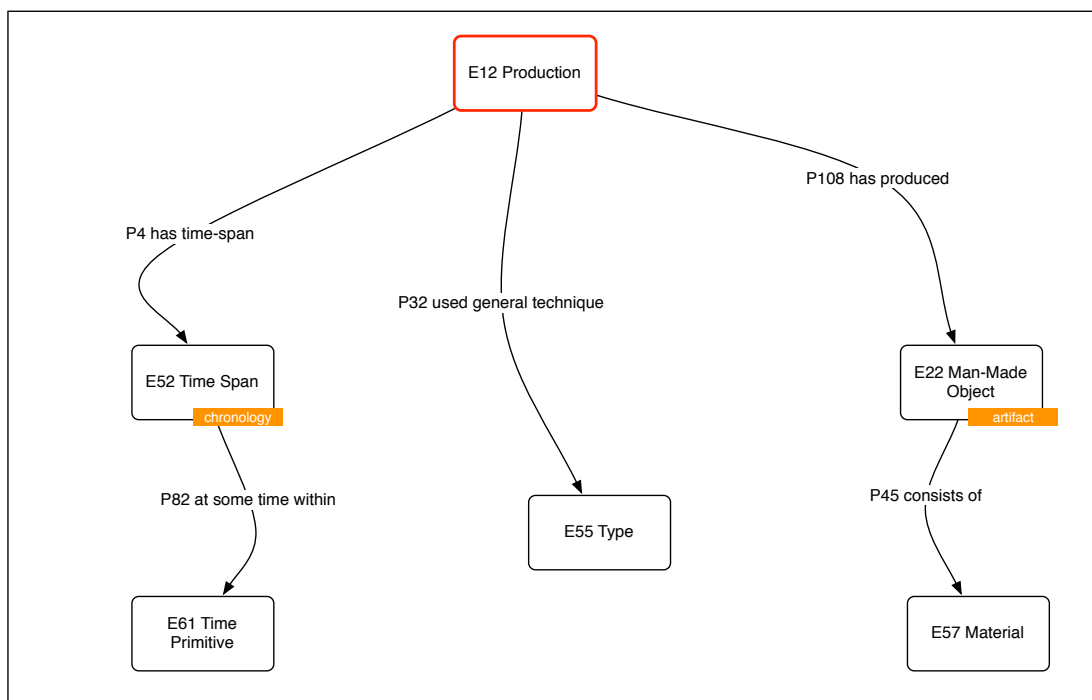 E12 Production
P108 has produced
P4 has time-span
P32 used general technique
E52 Time Span
chronology
E22 Man-Made
Object
artifact
P82 at some time within
P45 consists of
E55 Type
E61 Time
Primitive
E57 Material